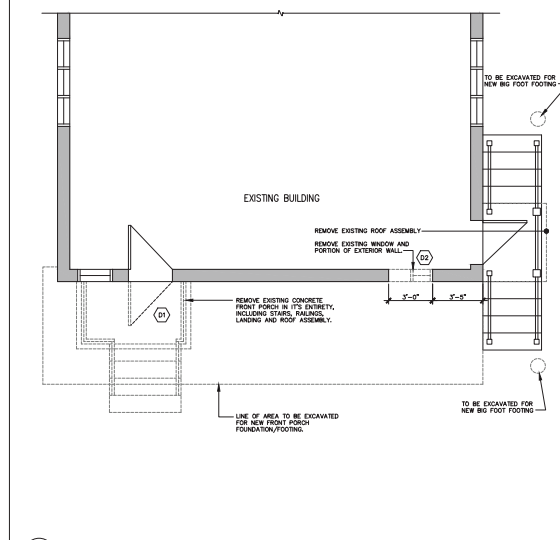 TO BE EXCAVATED FOR
NEW BIG FOOT FOOTING
EXISTING BUILDING
REMOVE EXISTING ROOF ASSEMBLY
REMOVE EXISTING WINDOW AND
PORTION OF EXTERIOR WALL.
D2
3'-0"
3'-5"
REMOVE EXISTING CONCRETE
FRONT PORCH IN IT'S ENTIRETY,
INCLUDING STAIRS, RAILINGS,
LANDING AND ROOF ASSEMBLY.
D1
LINE OF AREA TO BE EXCAVATED
FOR NEW FRONT PORCH
FOUNDATION/FOOTING.
TO BE EXCAVATED FOR
NEW BIG FOOT FOOTING